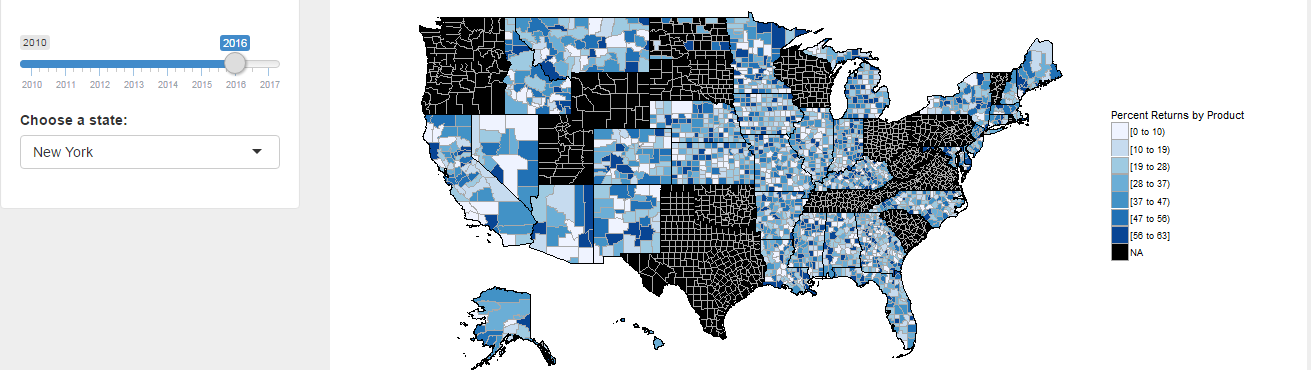 2010
2016
2010 2011 2012 2013 2014 2015 2016 2017
Choose a state:
New York
Percent Returns by Product
[0 to 10)
[10 to 19)
[19 to 28)
[28 to 37)
[37 to 47)
[47 to 56)
[56 to 63]
NA